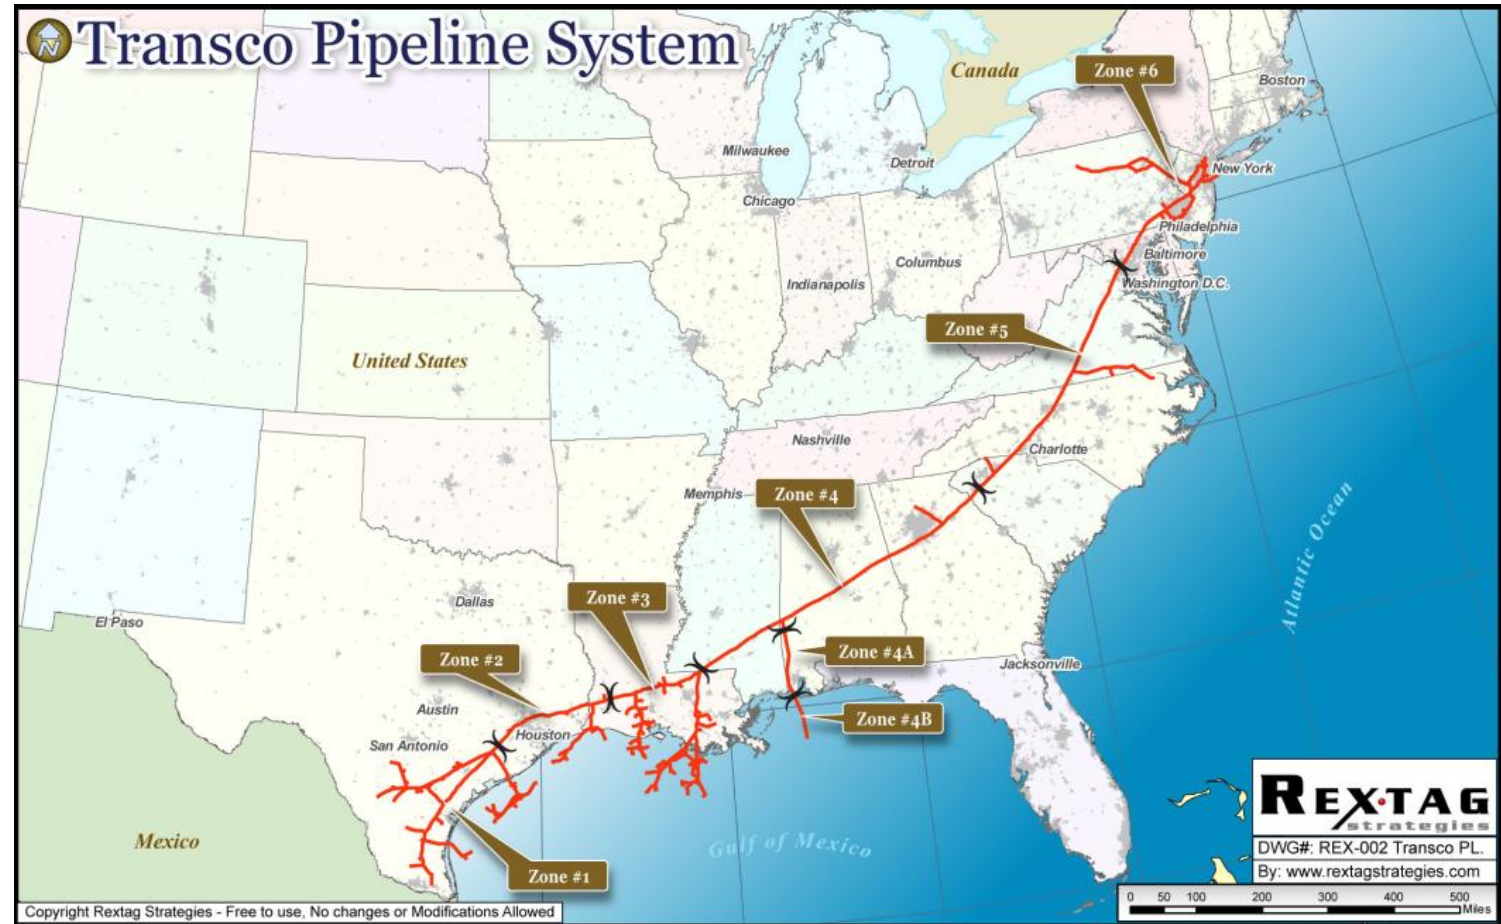 N
Transco Pipeline System
Canada
Zone #6
Boston
Milwaukee
Detroit
New York
Chicago
Philadelphia
Columbus
Baltimore
Indianapolis
Washington D.C.
Zone #5
United States
Nashville
Charlotte
Memphis
Zone #4
Atlantic Ocean
Dallas
Zone #3
El Paso
Zone #2
Zone #4A
Jacksonville
Austin
Zone #4B
San Antonio
Houston
Mexico
Gulf of Mexico
Zone #1
REXTAG
strategies
DWG#: REX-002 Transco PL.
By: www.rextagstrategies.com
0 50 100 200 300 400 500
Miles
Copyright Rextag Strategies - Free to use, No changes or Modifications Allowed